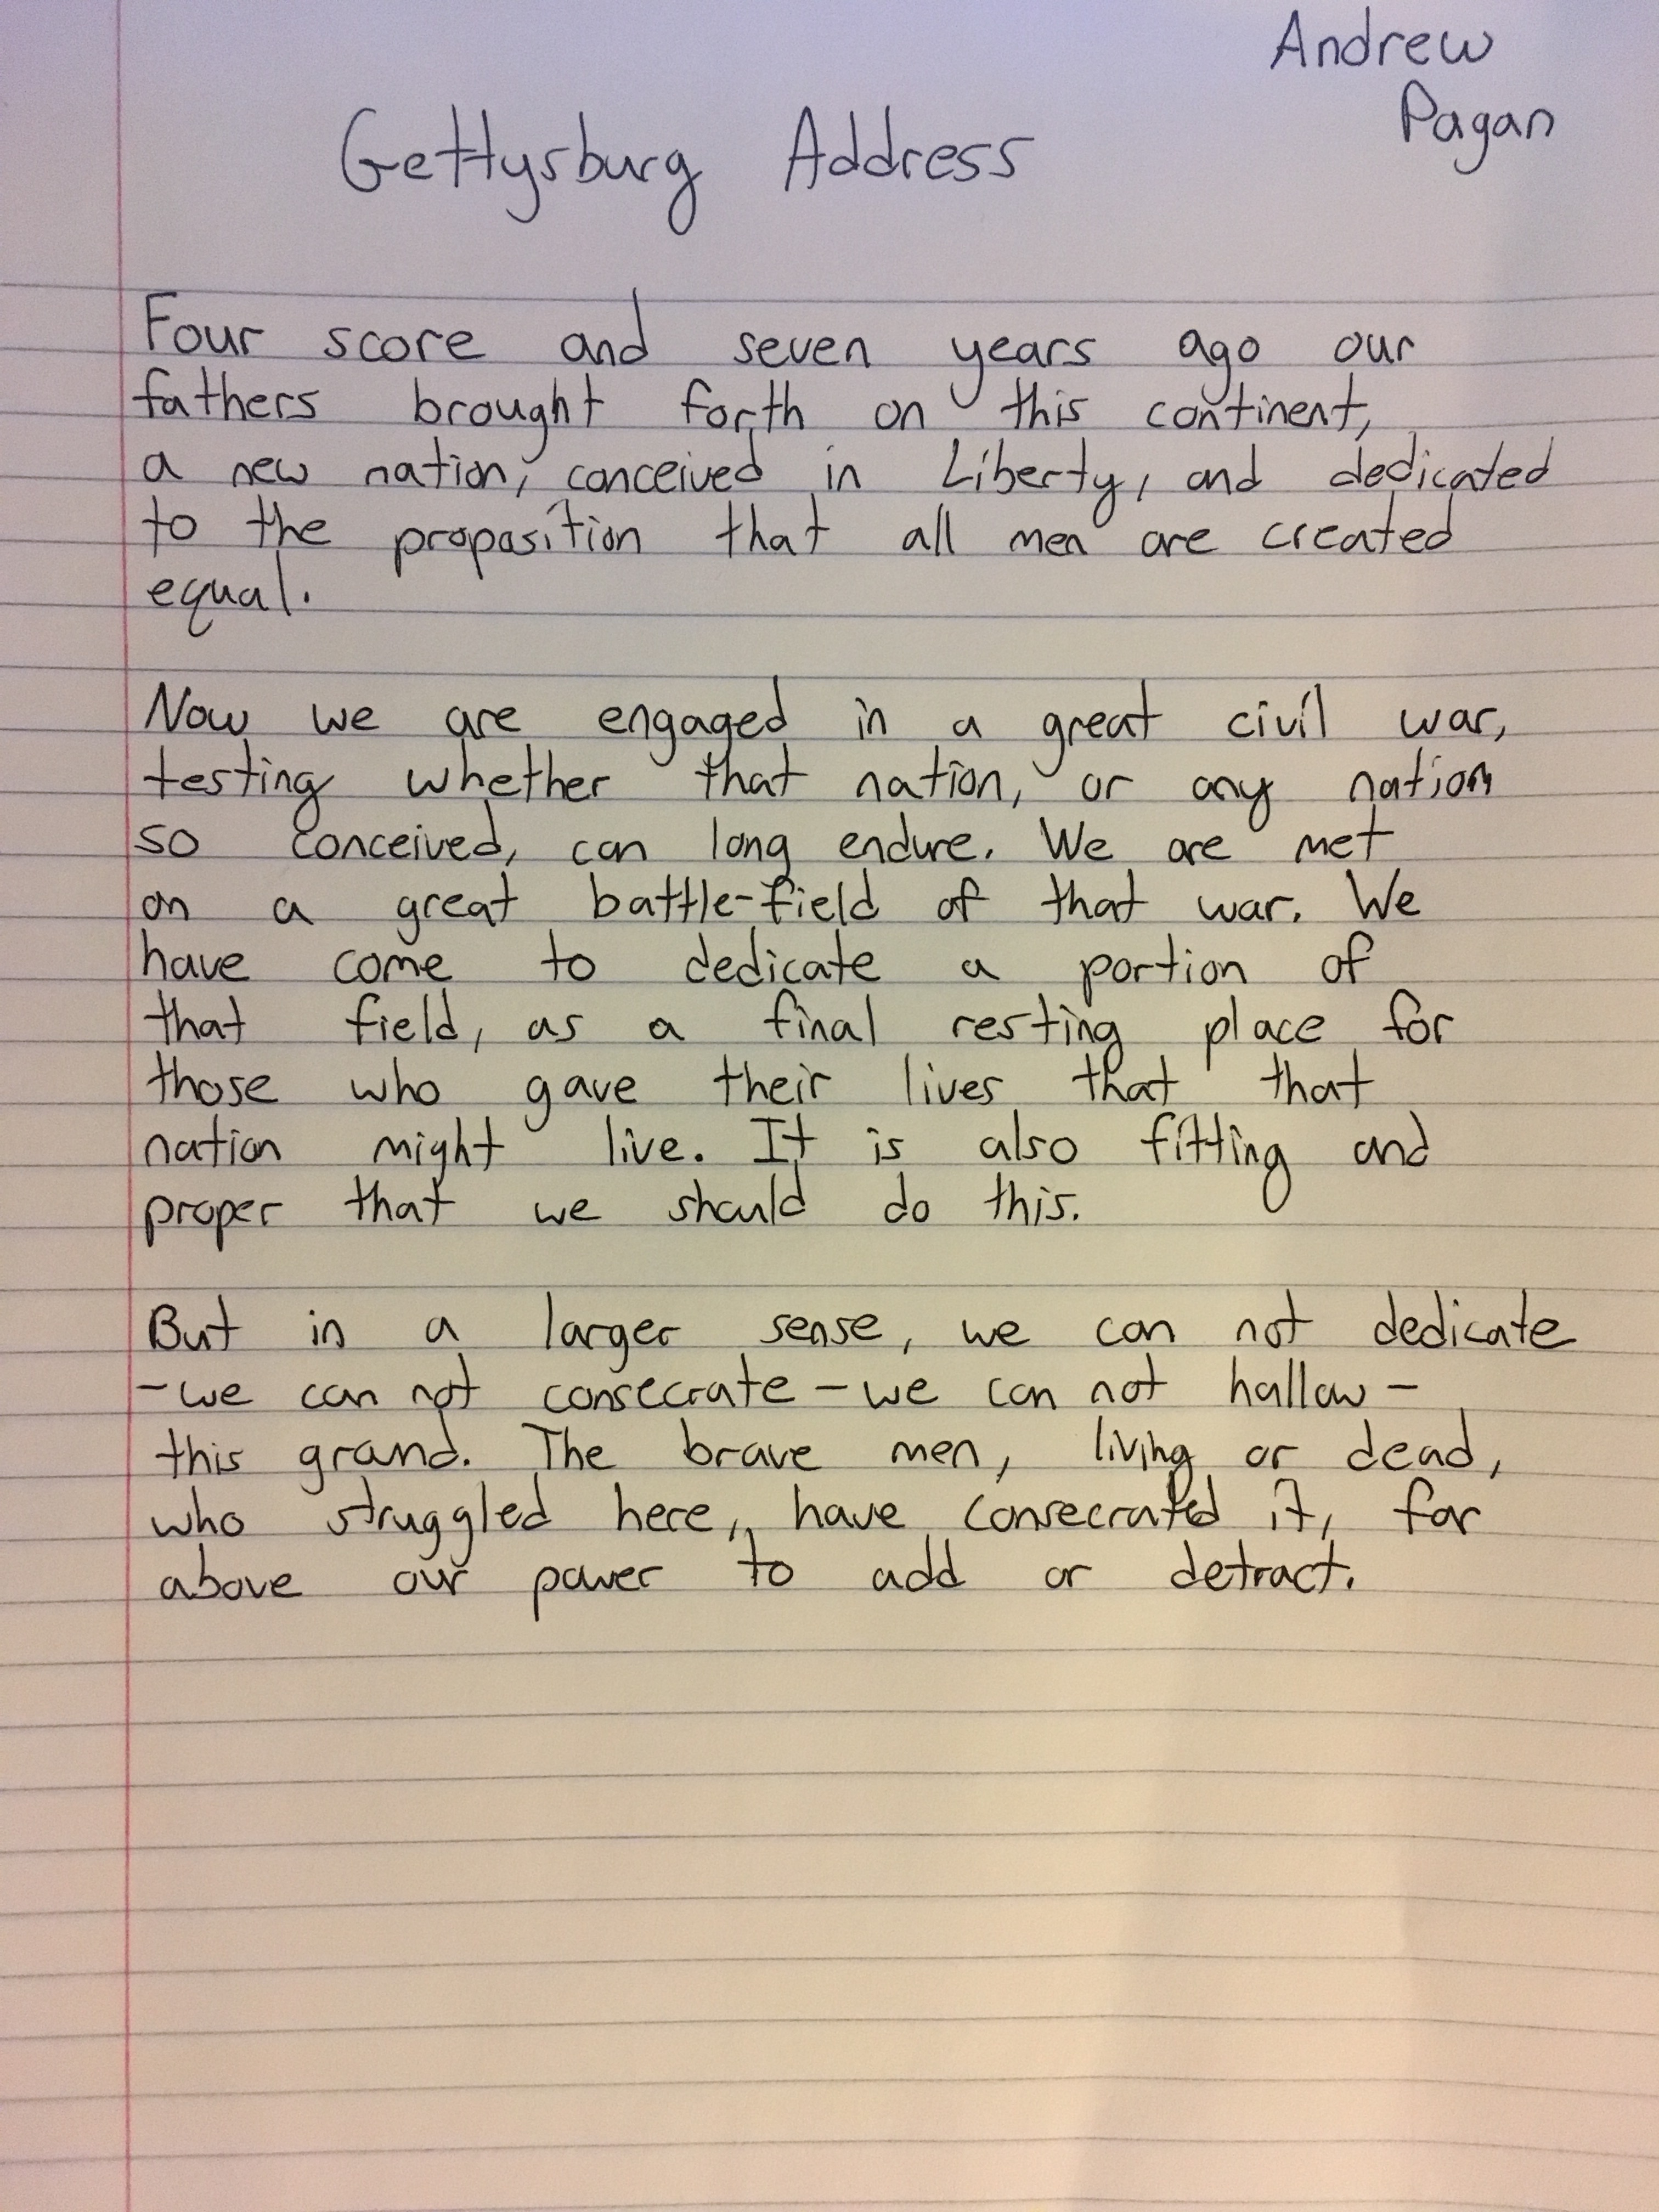 Andrew
Pagan
Gettysburg Address
Four score and seven years ago our
fathers brought forth on this continent,
a new nation, conceived in Liberty, and dedicated
to the proposition that all men are created
equal.
Now we are engaged in a great civil war,
testing whether that nation, or any nation
so conceived, can long endure. We are met
on a great battle-field of that war. We
have come to dedicate a portion of
that field, as a final resting place for
those who gave their lives that that
nation might live. It is also fitting and
proper that we should do this.
But in a larger sense, we can not dedicate
-we can not consecrate-we can not hallow-
this grand. The brave men, living or dead,
who struggled here,, have consecrated it, far
above our power to add or detract.